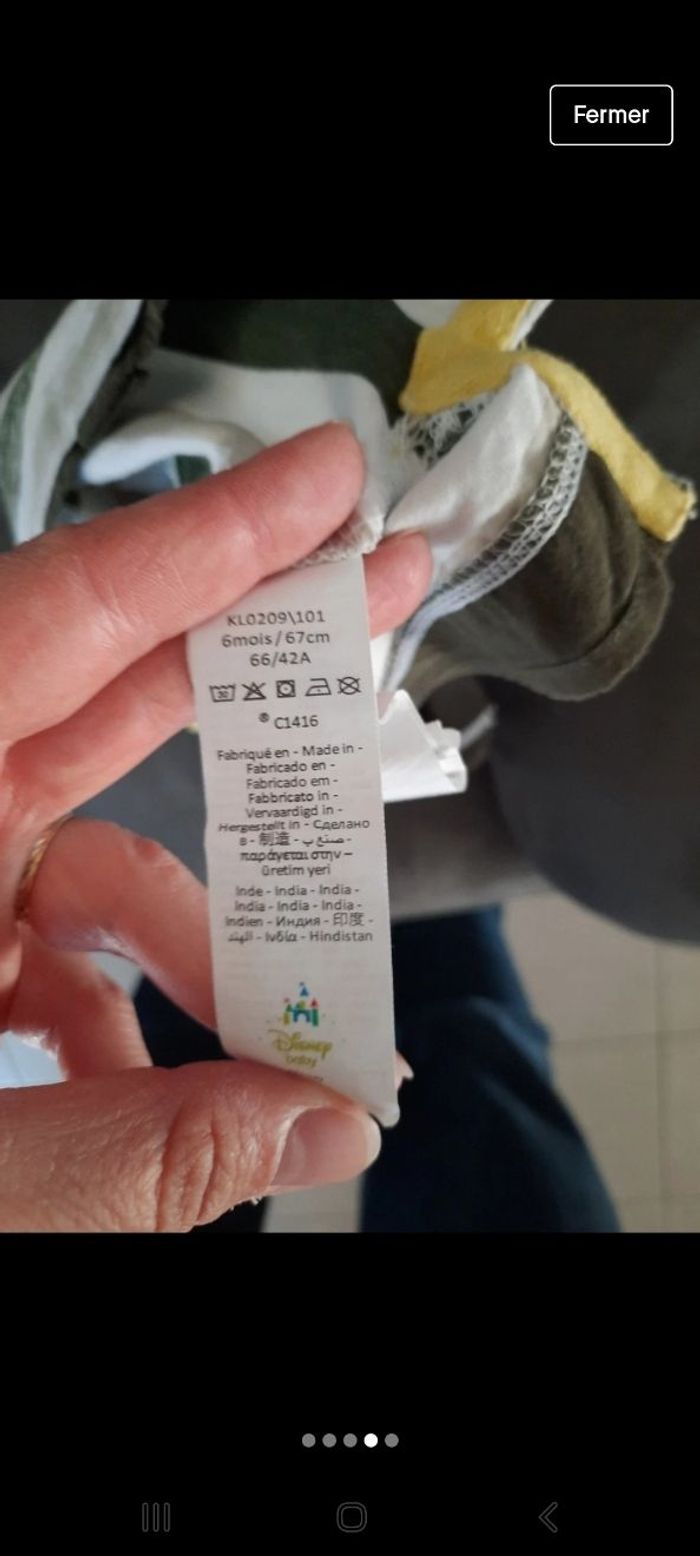 Fermer
KL0209\101
6mois / 67cm
66/42A
30
® C1416
Fabriqué en - Made in -
Fabricado en -
Fabricado em -
Fabbricato in -
Vervaardigd in -
Hergestellt in - Сделано
в - 制造 - صنع ب -
παράγεται στην –
üretim yeri
Inde - India - India -
India - India - India -
Indien - Индия - 印度 -
الهند - Ινδία - Hindistan
Disney
baby